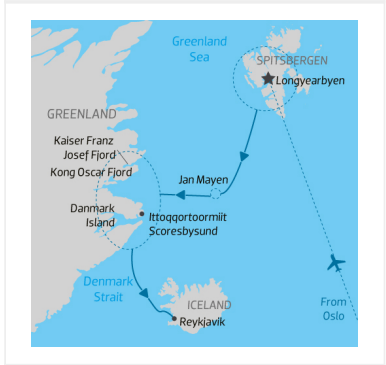 Greenland
Sea
SPITSBERGEN
Longyearbyen
GREENLAND
Kaiser Franz
Josef Fjord
Kong Oscar Fjord
Jan Mayen
Danmark
Island
Ittoqqortoormiit
Scoresbysund
Denmark
Strait
ICELAND
Reykjavik
From
Oslo